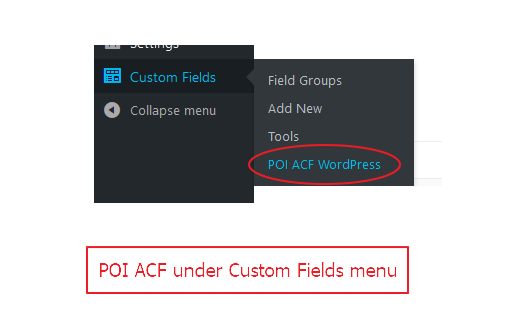 Settings
Custom Fields
Collapse menu
Field Groups
Add New
Tools
POI ACF WordPress
POI ACF under Custom Fields menu